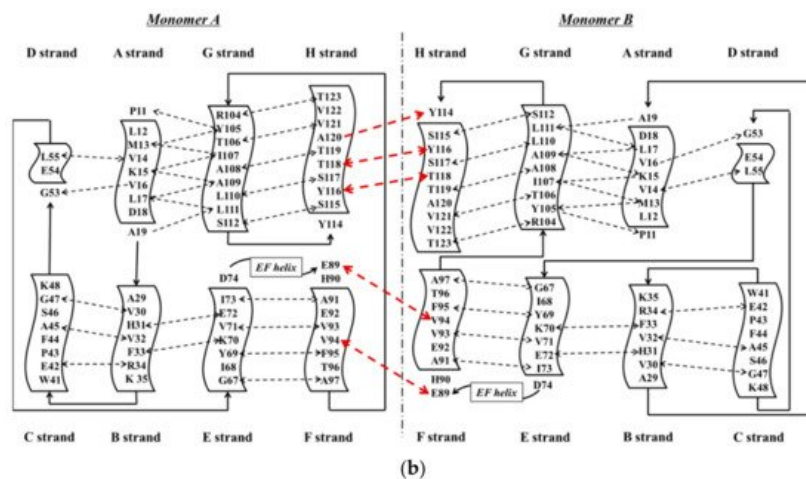 Monomer A
Monomer B
D strand
A strand
G strand
H strand
H strand
G strand
A strand
D strand
L55
E54
G53
P11
L12
M13
V14
K15
V16
L17
D18
A19
R104
Y105
T106
I107
A108
A109
L110
L111
S112
T123
V122
V121
A120
T119
T118
S117
Y116
S115
Y114
Y114
S115
Y116
S117
T118
T119
A120
V121
V122
T123
S112
L111
L110
A109
A108
I107
T106
Y105
R104
A19
D18
L17
V16
K15
V14
M13
L12
P11
G53
E54
L55
K48
G47
S46
A45
F44
P43
E42
W41
A29
V30
H31
V32
F33
R34
K 35
D74
EF helix
I73
E72
V71
K70
Y69
I68
G67
E89
H90
A91
E92
V93
V94
F95
T96
A97
A97
T96
F95
V94
V93
E92
A91
H90
E89
G67
I68
Y69
K70
V71
E72
I73
D74
EF helix
K35
R34
F33
V32
H31
V30
A29
W41
E42
P43
F44
A45
S46
G47
K48
C strand
B strand
E strand
F strand
F strand
E strand
B strand
C strand
(b)